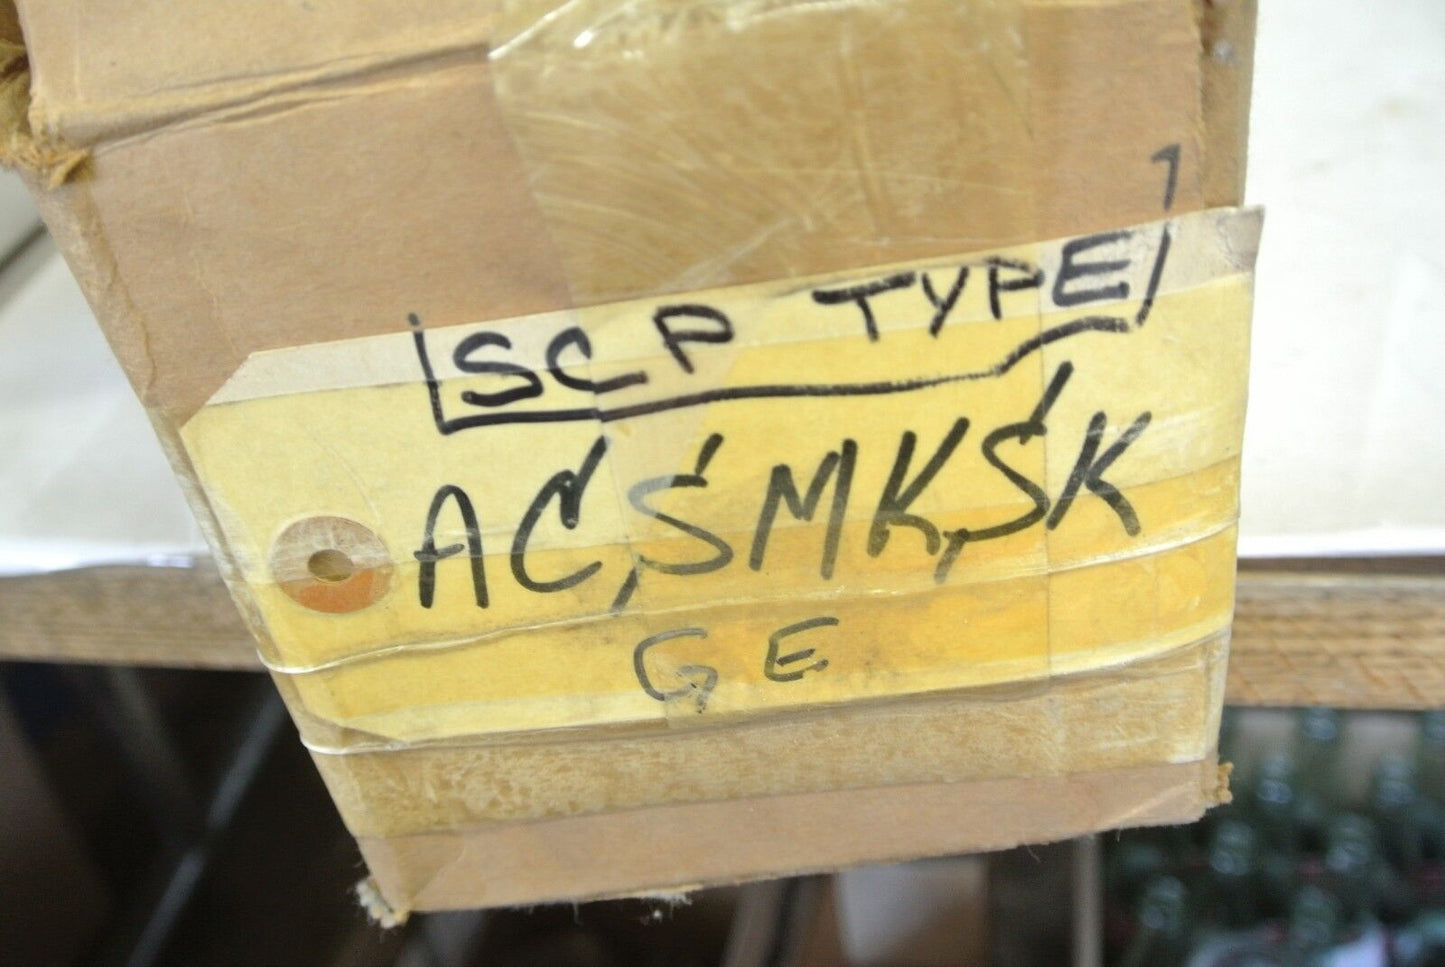 SCP TYPE
AC, SMK, SK
GE